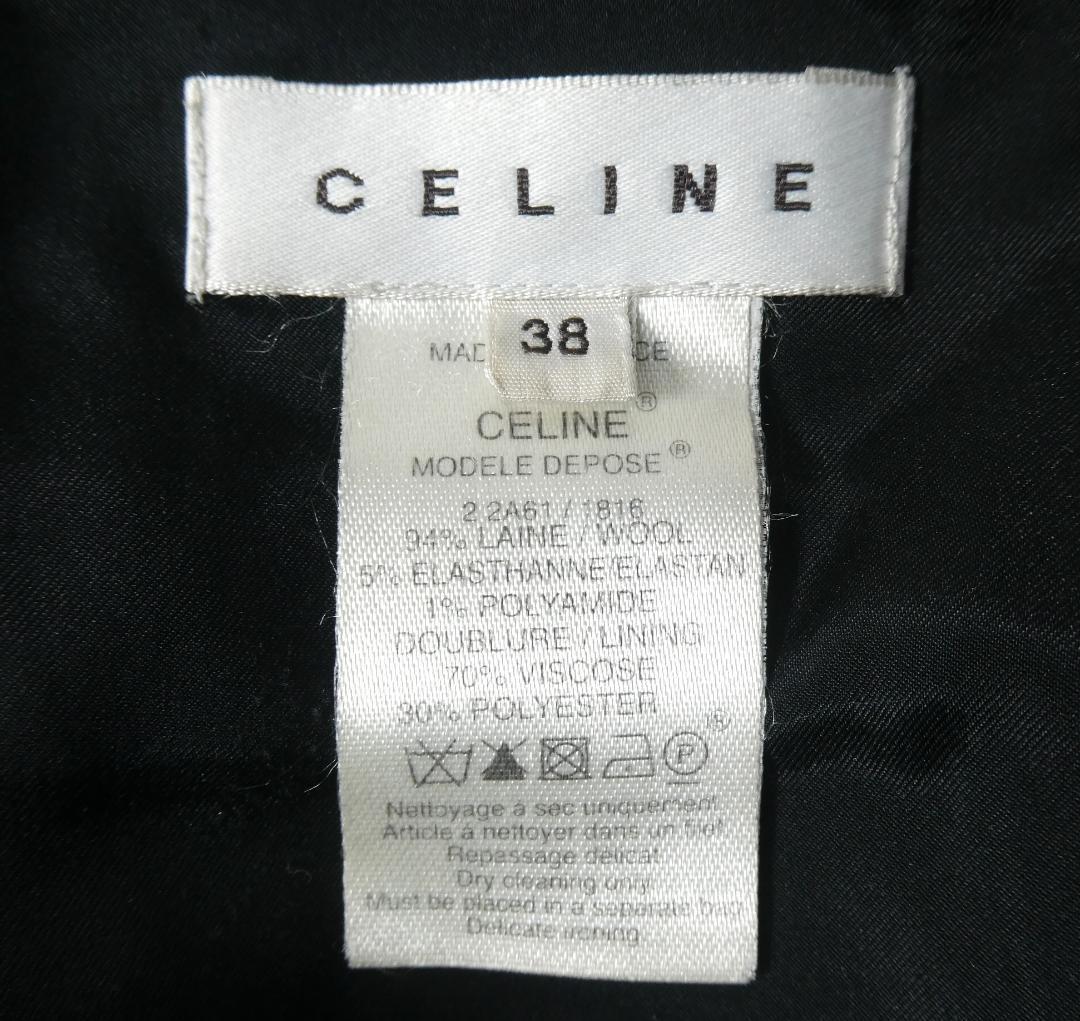 CELINE
38
MAD CE
CELINE®
MODELE DEPOSE®
2 2A61 / 1816
94% LAINE / WOOL
5% ELASTHANNE/ELASTAN
1% POLYAMIDE
DOUBLURE / LINING
70% VISCOSE
30% POLYESTER
P ®
Nettoyage à sec uniquement
Article à nettoyer dans un filet
Repassage délicat
Dry cleaning only
Must be placed in a separate bag
Delicate ironing